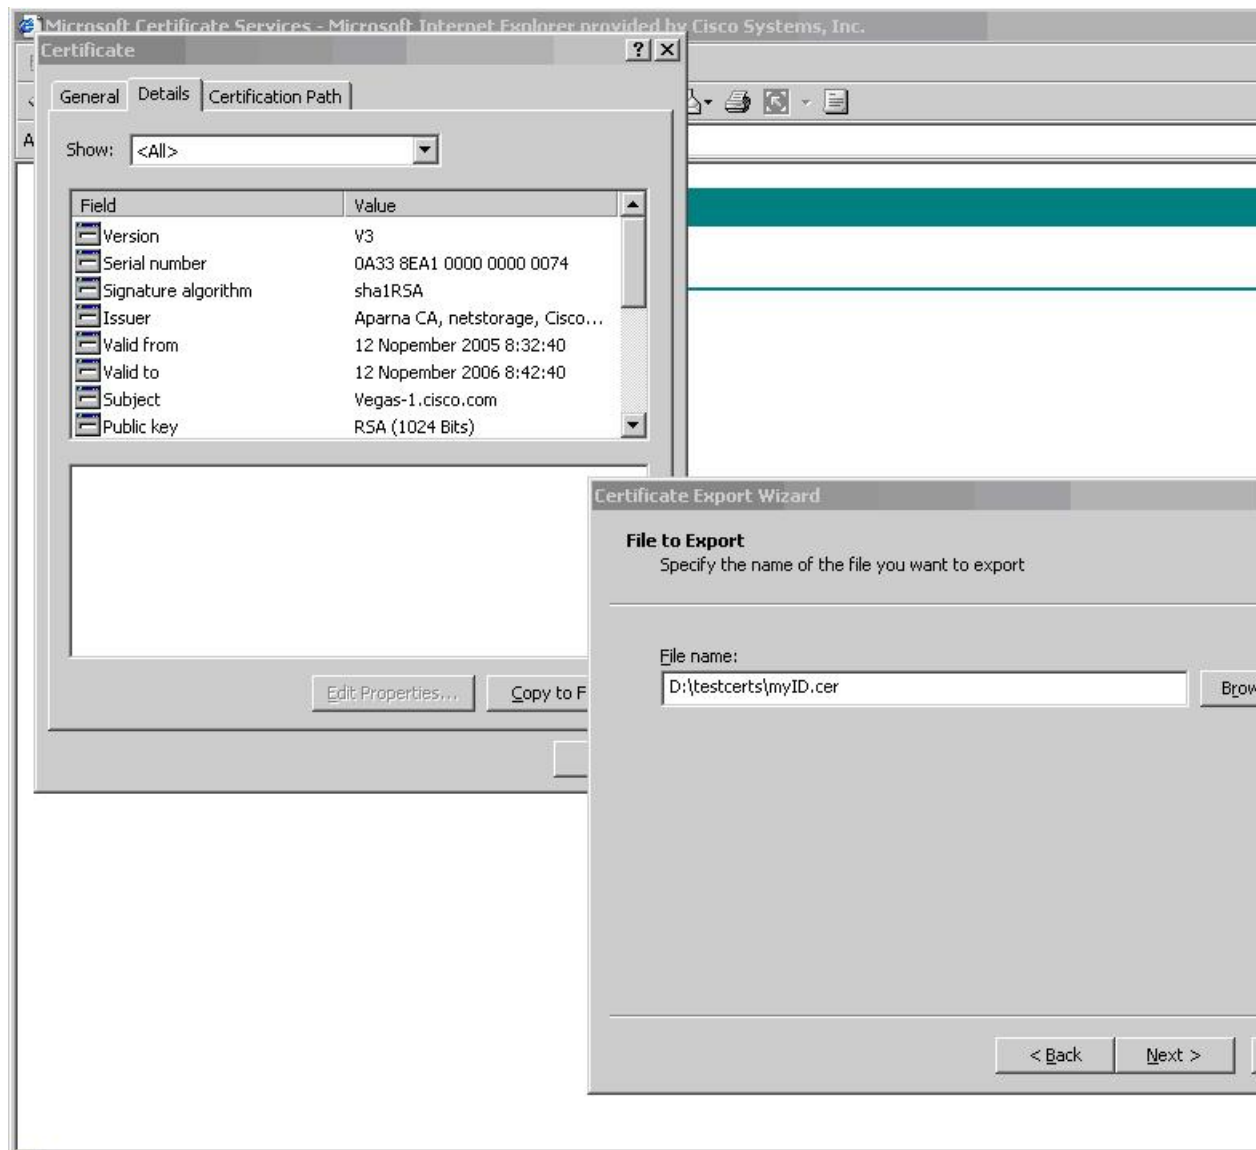 Microsoft Certificate Services - Microsoft Internet Explorer provided by Cisco Systems, Inc.
Certificate
General Details Certification Path
Show: <All>
Field Value
Version V3
Serial number 0A33 8EA1 0000 0000 0074
Signature algorithm sha1RSA
Issuer Aparna CA, netstorage, Cisco...
Valid from 12 Nopember 2005 8:32:40
Valid to 12 Nopember 2006 8:42:40
Subject Vegas-1.cisco.com
Public key RSA (1024 Bits)
Edit Properties... Copy to F
Certificate Export Wizard
File to Export
Specify the name of the file you want to export
File name:
D:\testcerts\myID.cer Brow
< Back Next >